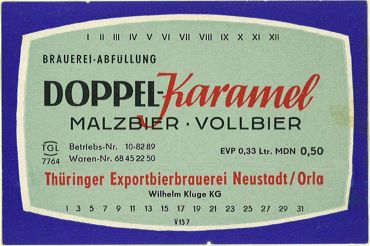 I II III IV V VI VII VIII IX X XI XII
BRAUEREI-ABFÜLLUNG
DOPPEL-Karamel
MALZBIER · VOLLBIER
TGL 7764
Betriebs-Nr. 10-82 89
Waren-Nr. 68 45 22 50
EVP 0,33 Ltr. MDN 0,50
Thüringer Exportbierbrauerei Neustadt/Orla
Wilhelm Kluge KG
1 3 5 7 9 11 13 15 17 19 21 23 25 27 29 31
V 15 7